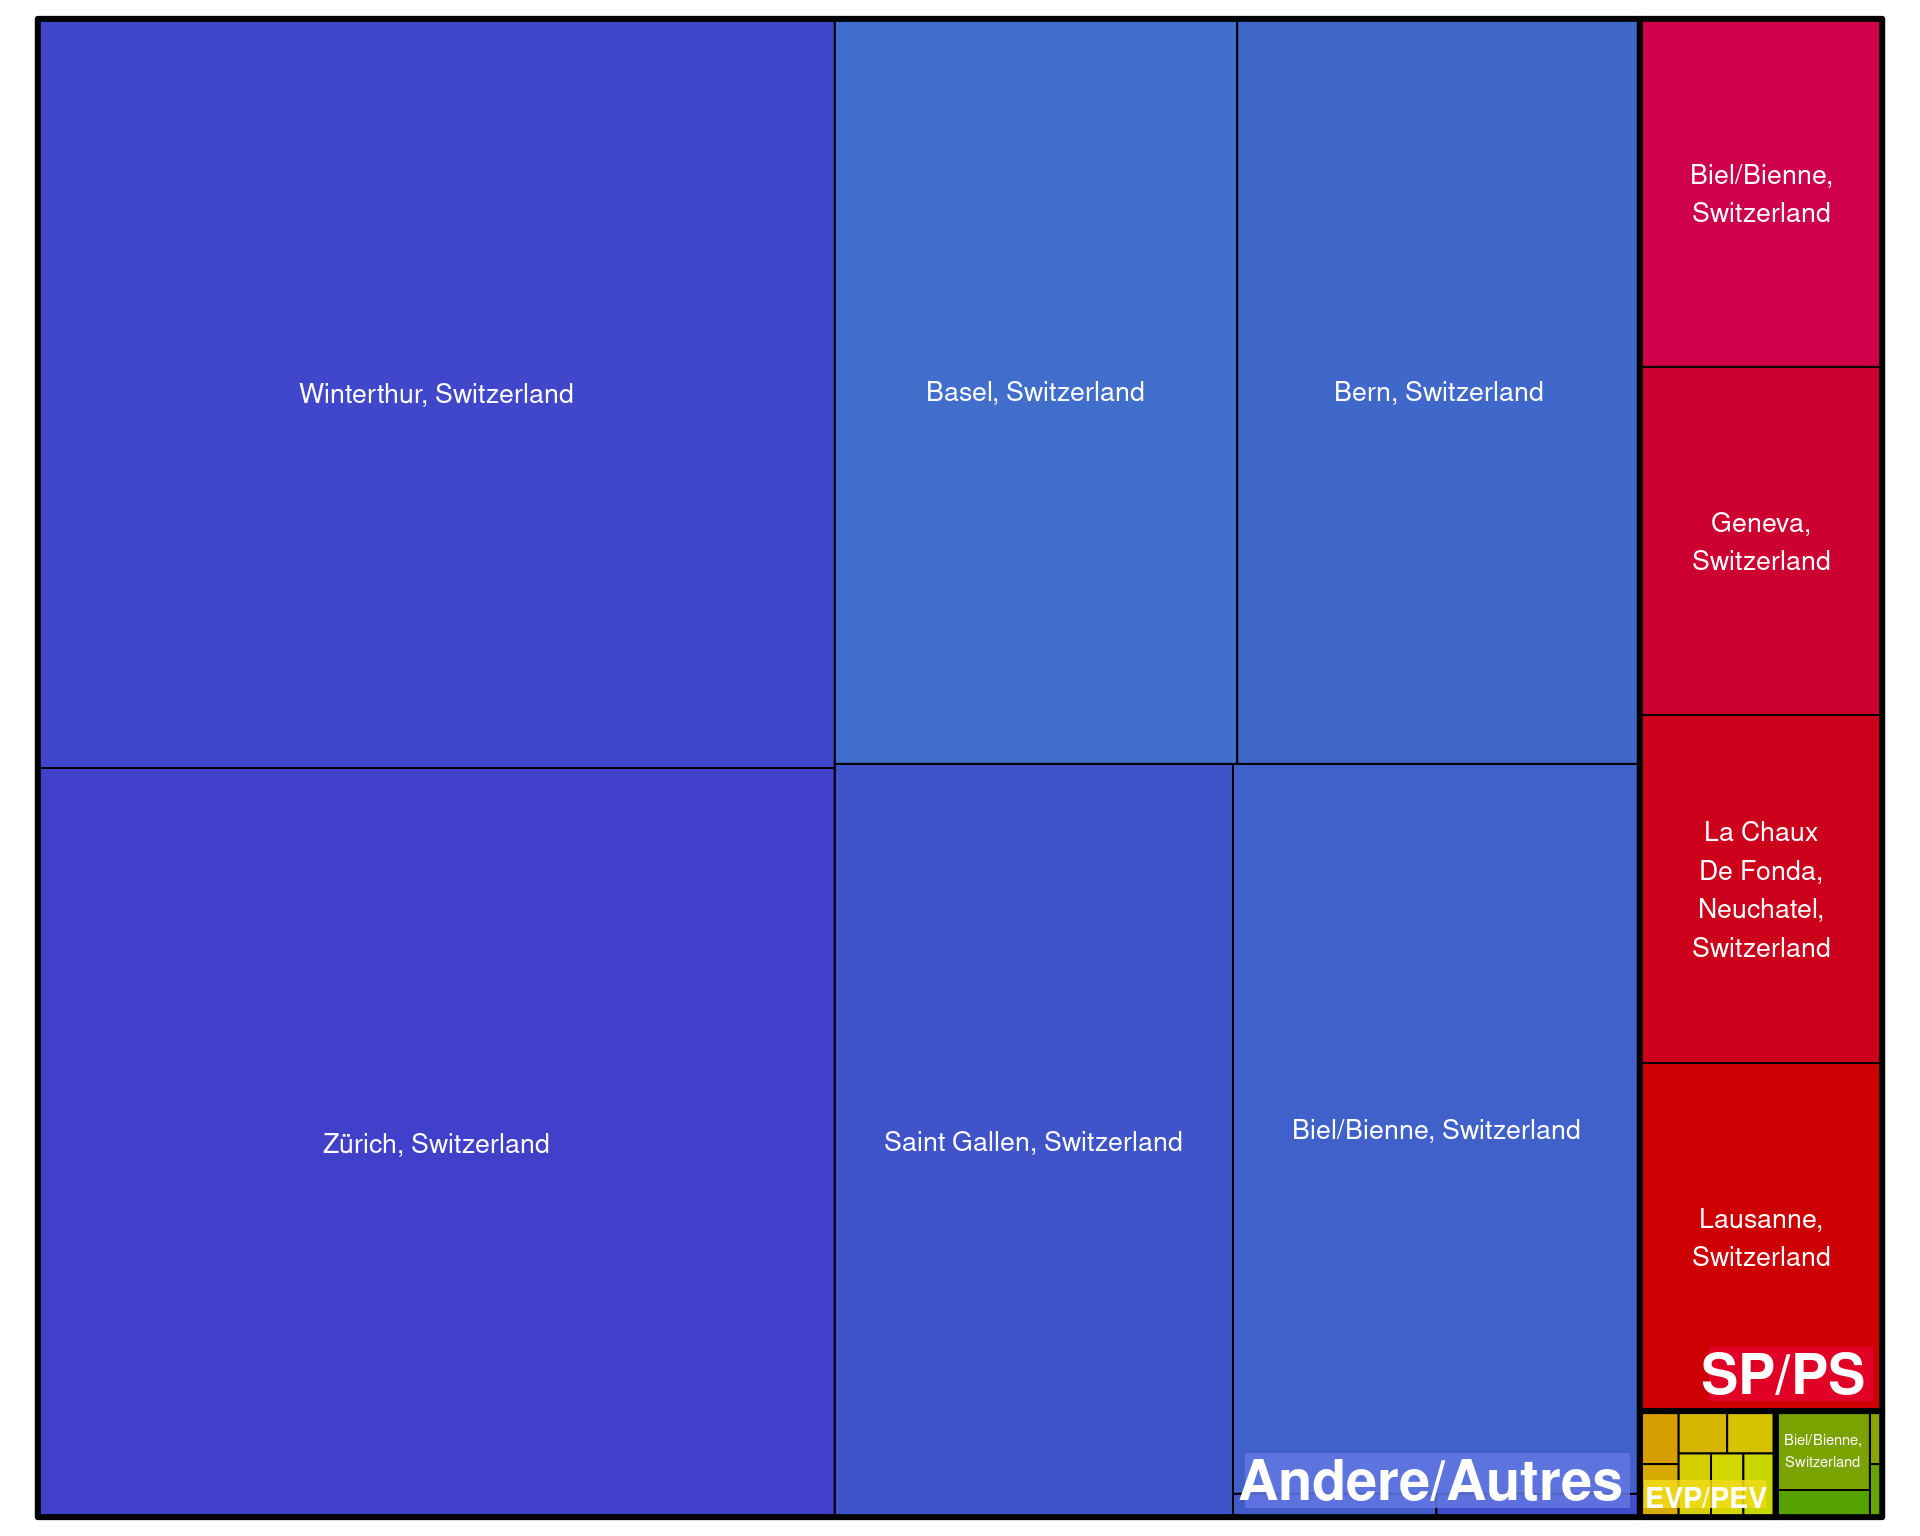 Winterthur, Switzerland
Zürich, Switzerland
Basel, Switzerland
Bern, Switzerland
Saint Gallen, Switzerland
Biel/Bienne, Switzerland
Andere/Autres
Biel/Bienne,
Switzerland
Geneva,
Switzerland
La Chaux
De Fonda,
Neuchatel,
Switzerland
Lausanne,
Switzerland
SP/PS
EVP/PEV
Biel/Bienne,
Switzerland